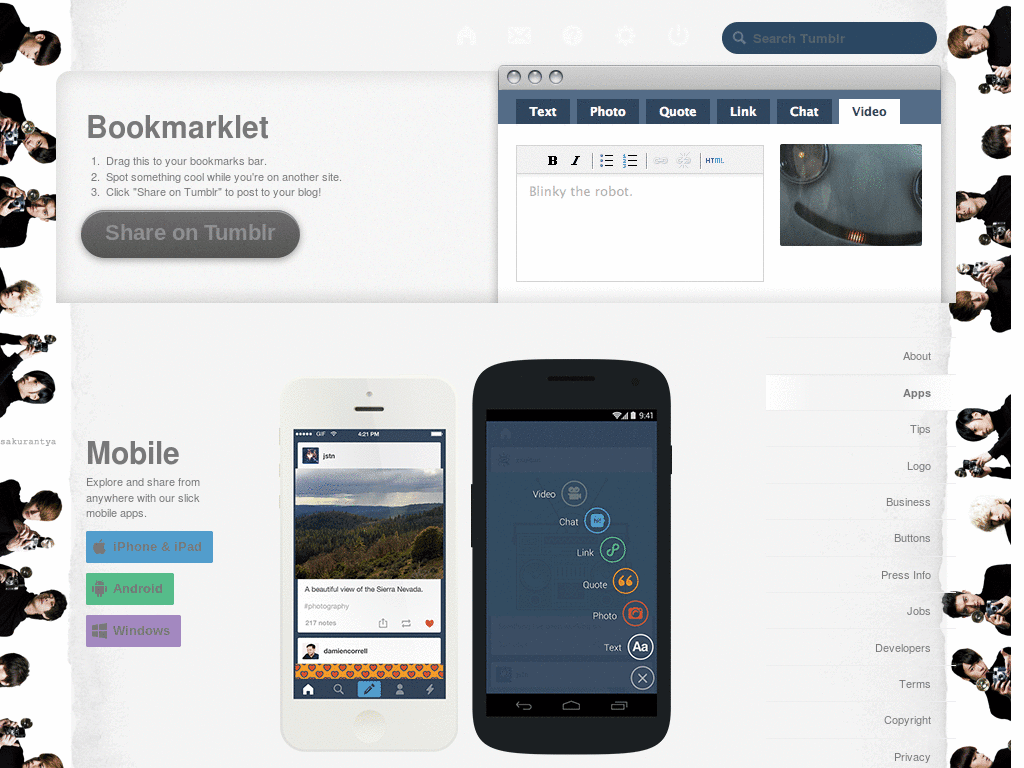 Search Tumblr
Bookmarklet
1. Drag this to your bookmarks bar.
2. Spot something cool while you're on another site.
3. Click "Share on Tumblr" to post to your blog!
Share on Tumblr
Text Photo Quote Link Chat Video
B I HTML
Blinky the robot.
sakurantya
Mobile
Explore and share from
anywhere with our slick
mobile apps.
iPhone & iPad
Android
Windows
GIF 4:21 PM
jstn
A beautiful view of the Sierra Nevada.
#photography
217 notes
damiencorrell
9:41
Video
Chat
Link
Quote
Photo
Text Aa
About
Apps
Tips
Logo
Business
Buttons
Press Info
Jobs
Developers
Terms
Copyright
Privacy